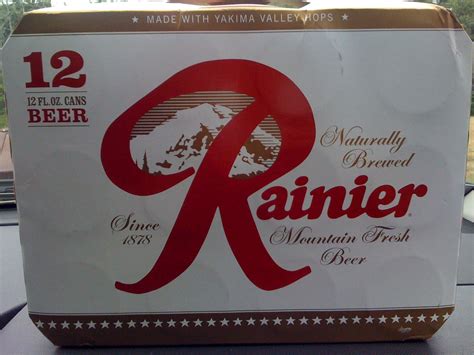 MADE WITH YAKIMA VALLEY HOPS
12
12 FL. OZ. CANS
BEER
Naturally
Brewed
Rainier
Since
1878
Mountain Fresh
Beer